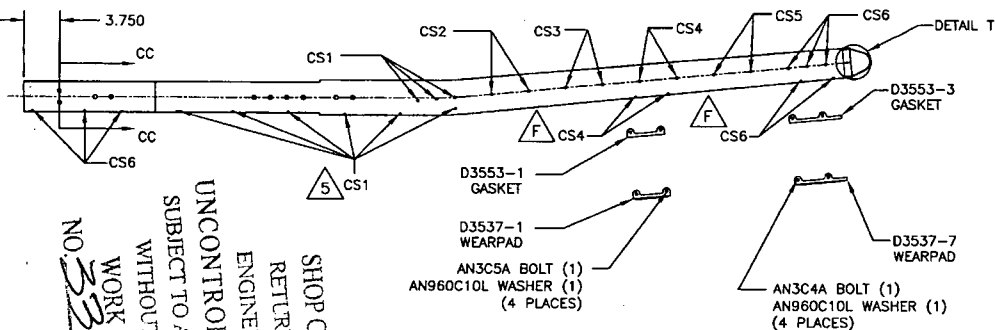 3.750
CC
CC
CS6
CS1
5
CS1
CS2
CS3
CS4
CS5
CS6
DETAIL T
F
F
CS4
CS6
D3553-3
GASKET
D3553-1
GASKET
D3537-1
WEARPAD
AN3C5A BOLT (1)
AN960C10L WASHER (1)
(4 PLACES)
D3537-7
WEARPAD
AN3C4A BOLT (1)
AN960C10L WASHER (1)
(4 PLACES)
SHOP
RETUR
ENGINE
UNCONTRO
SUBJECT TO
WITHOUT
WORK
NO. 33